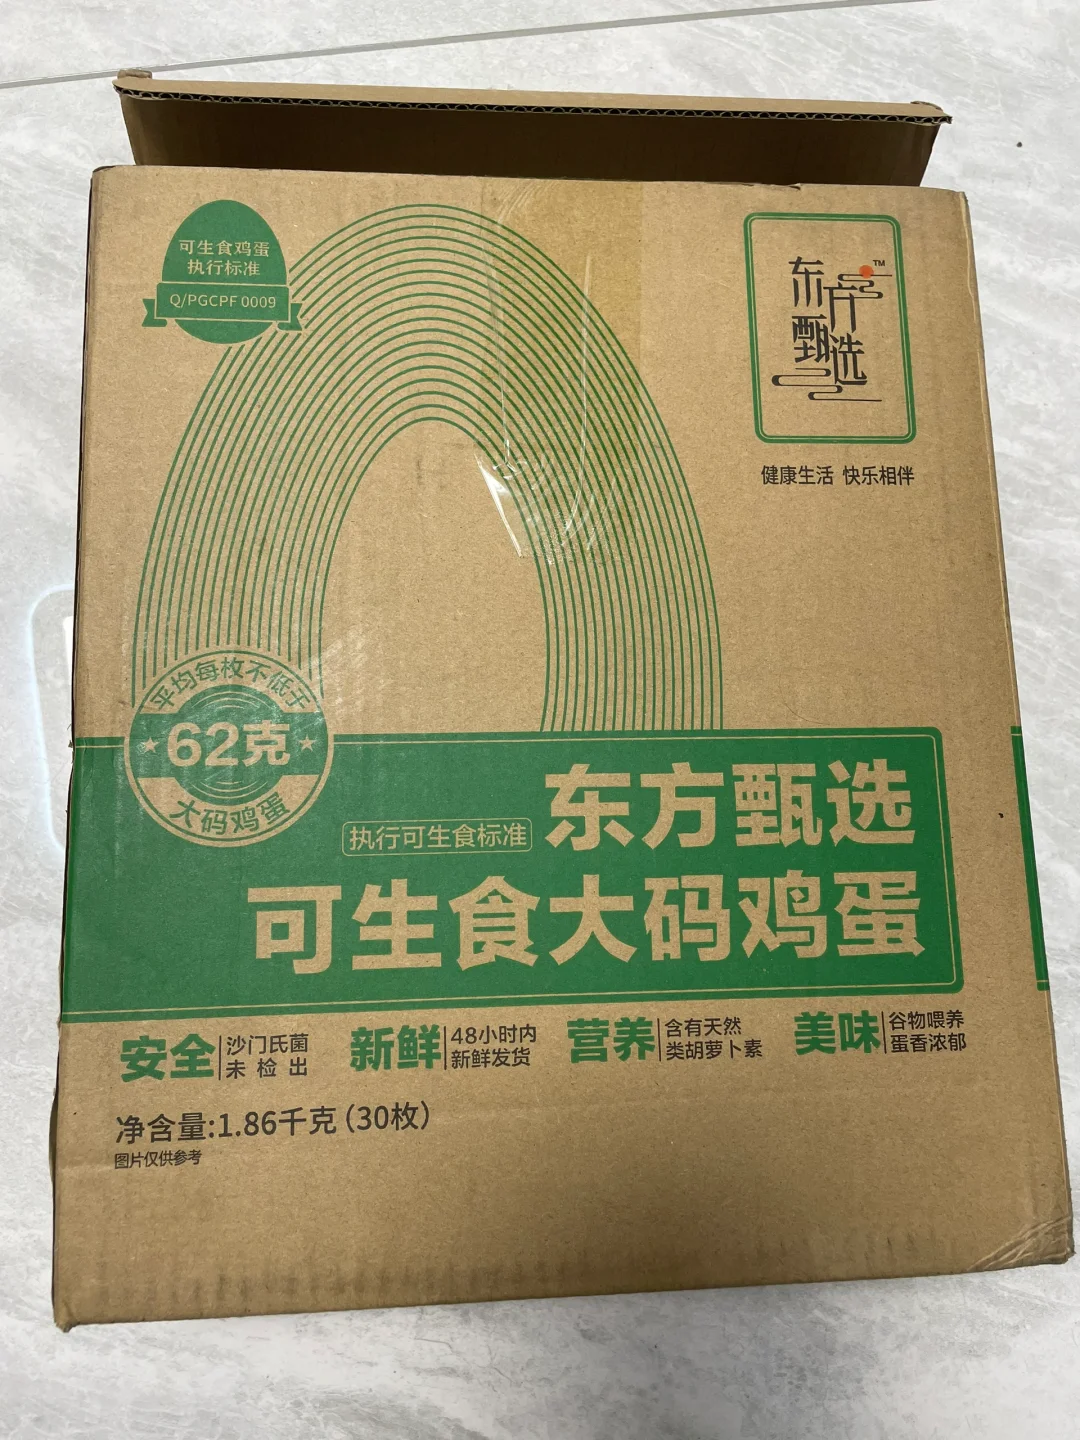 可生食鸡蛋
执行标准
Q/PGCPF 0009
东方甄选
TM
健康生活 快乐相伴
平均每枚不低于
62克
大码鸡蛋
执行可生食标准
东方甄选
可生食大码鸡蛋
安全
沙门氏菌
未检出
新鲜
48小时内
新鲜发货
营养
含有天然
类胡萝卜素
美味
谷物喂养
蛋香浓郁
净含量:1.86千克(30枚)
图片仅供参考